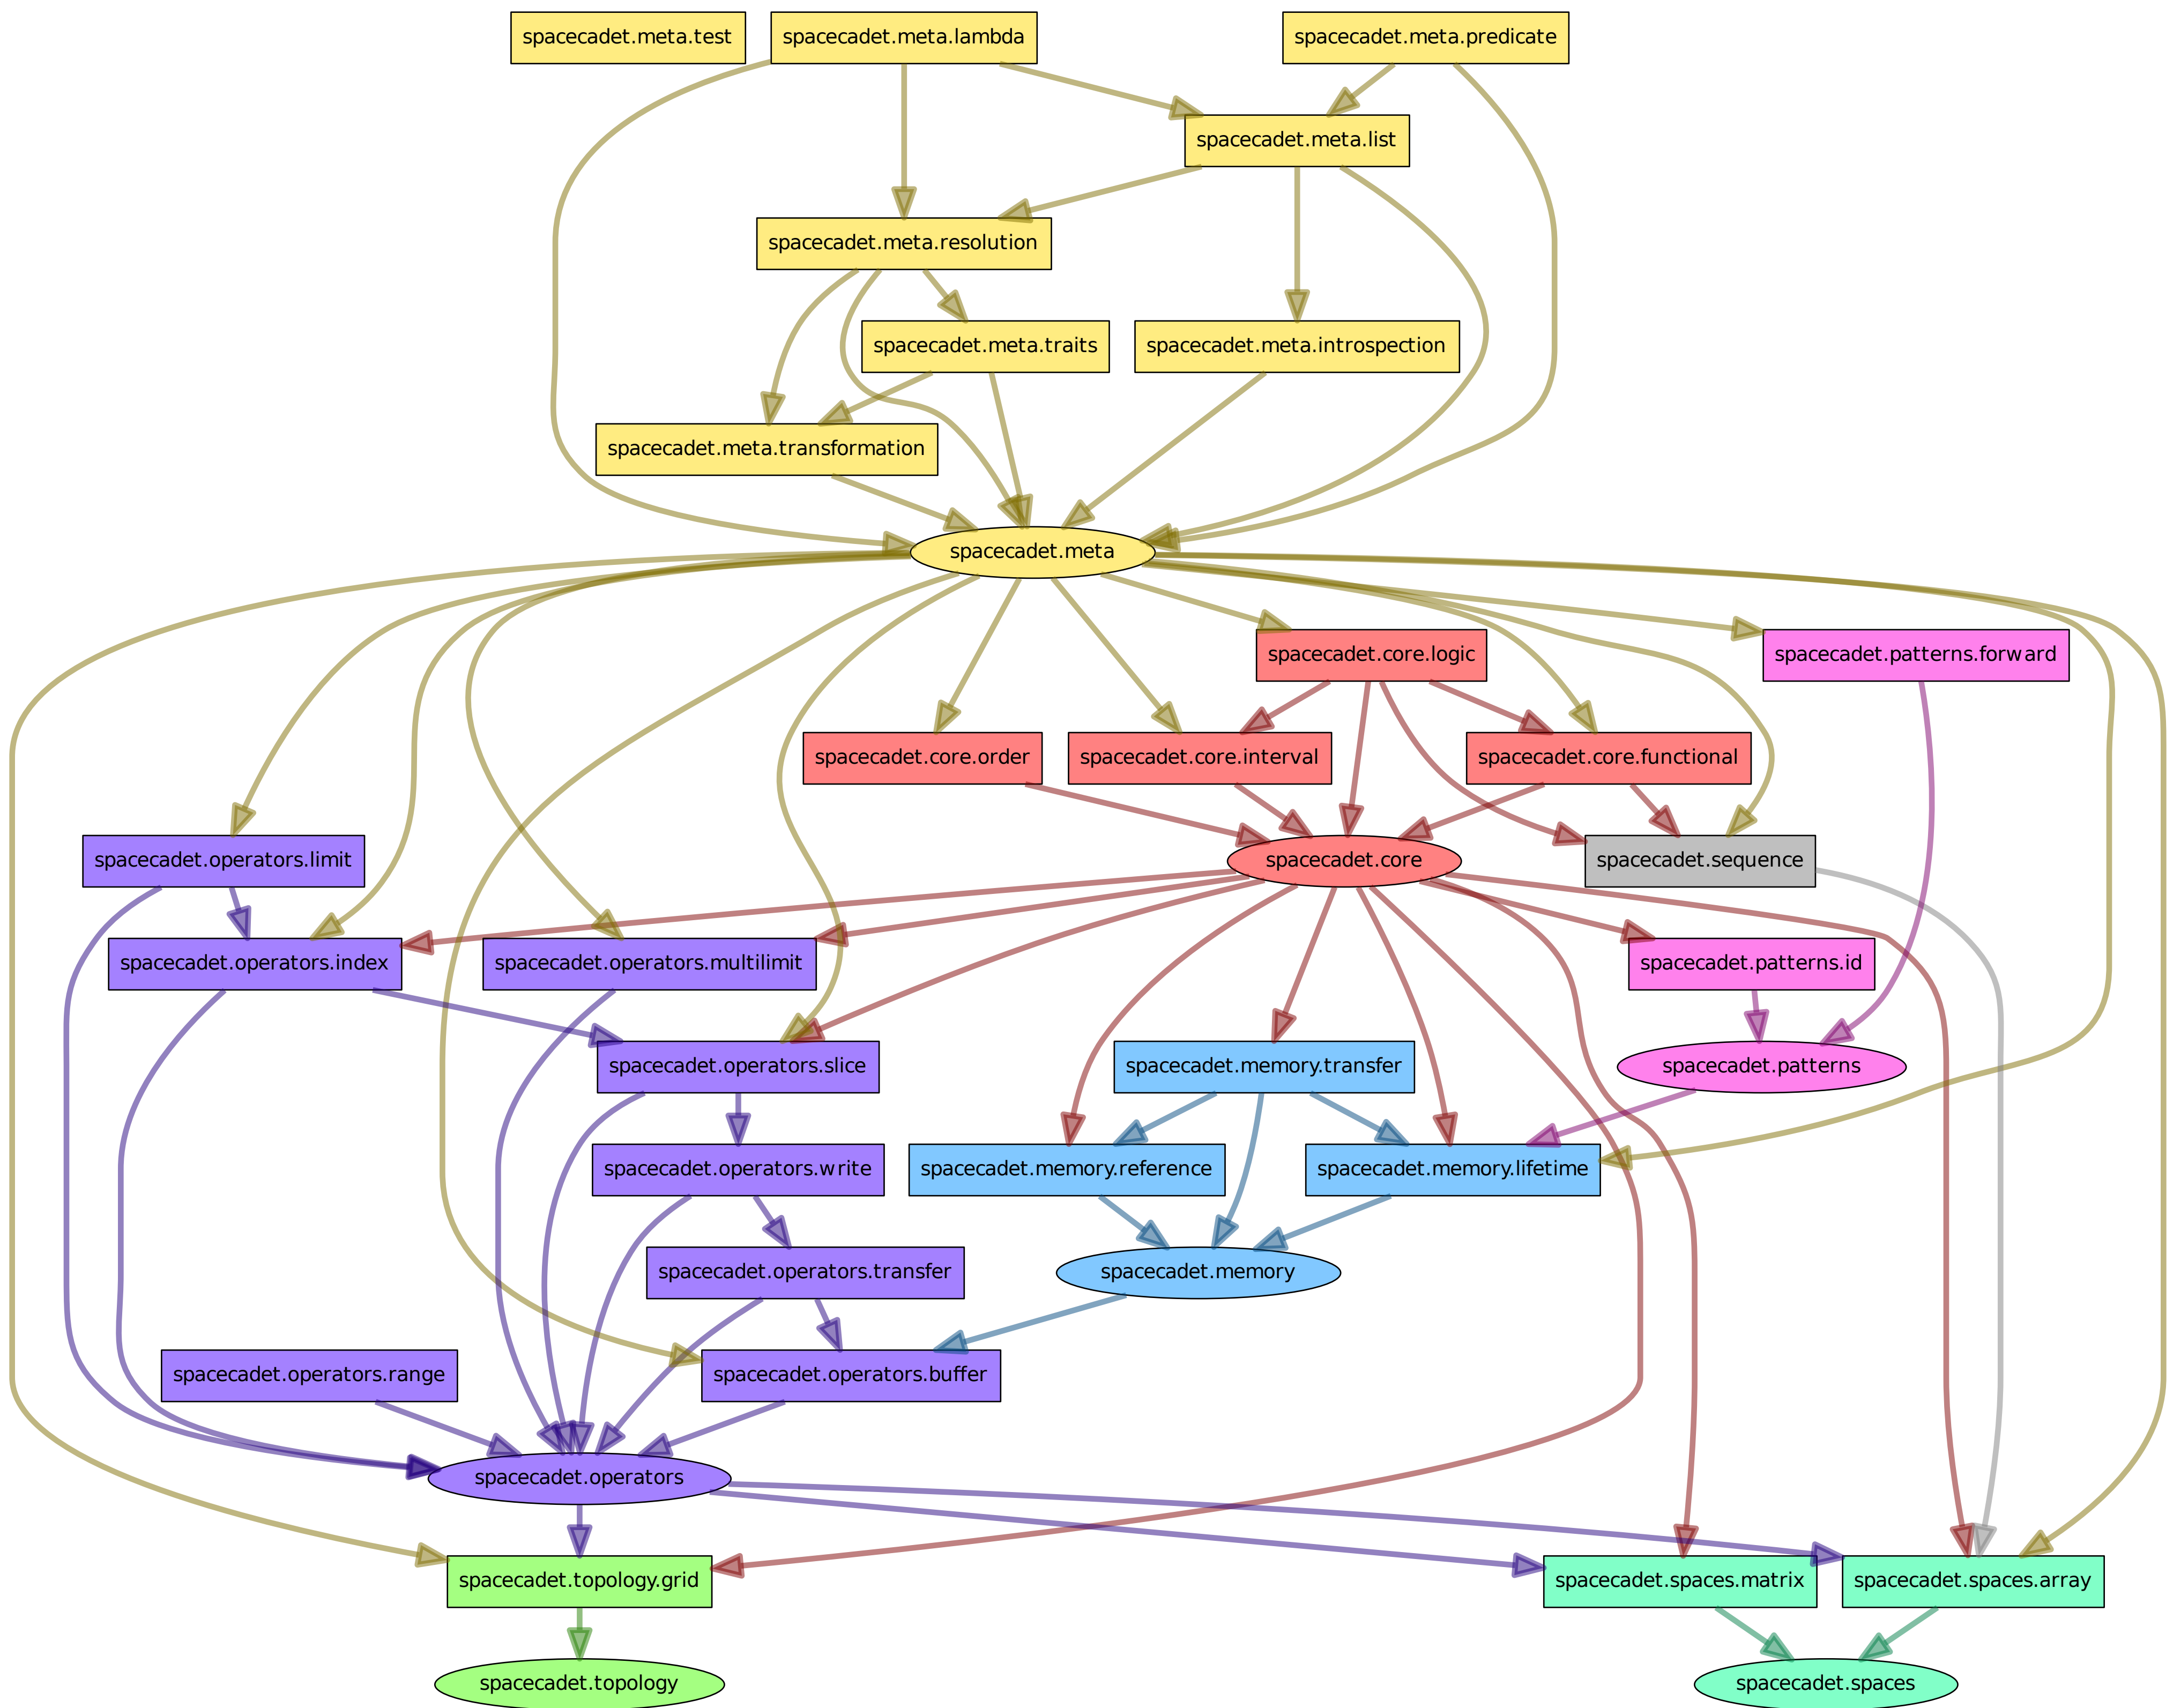 spacecadet.meta.test
spacecadet.meta.lambda
spacecadet.meta.predicate
spacecadet.meta.list
spacecadet.meta.resolution
spacecadet.meta.traits
spacecadet.meta.introspection
spacecadet.meta.transformation
spacecadet.meta
spacecadet.core.logic
spacecadet.patterns.forward
spacecadet.core.order
spacecadet.core.interval
spacecadet.core.functional
spacecadet.operators.limit
spacecadet.core
spacecadet.sequence
spacecadet.operators.index
spacecadet.operators.multilimit
spacecadet.patterns.id
spacecadet.operators.slice
spacecadet.memory.transfer
spacecadet.patterns
spacecadet.operators.write
spacecadet.memory.reference
spacecadet.memory.lifetime
spacecadet.operators.transfer
spacecadet.memory
spacecadet.operators.range
spacecadet.operators.buffer
spacecadet.operators
spacecadet.topology.grid
spacecadet.spaces.matrix
spacecadet.spaces.array
spacecadet.topology
spacecadet.spaces